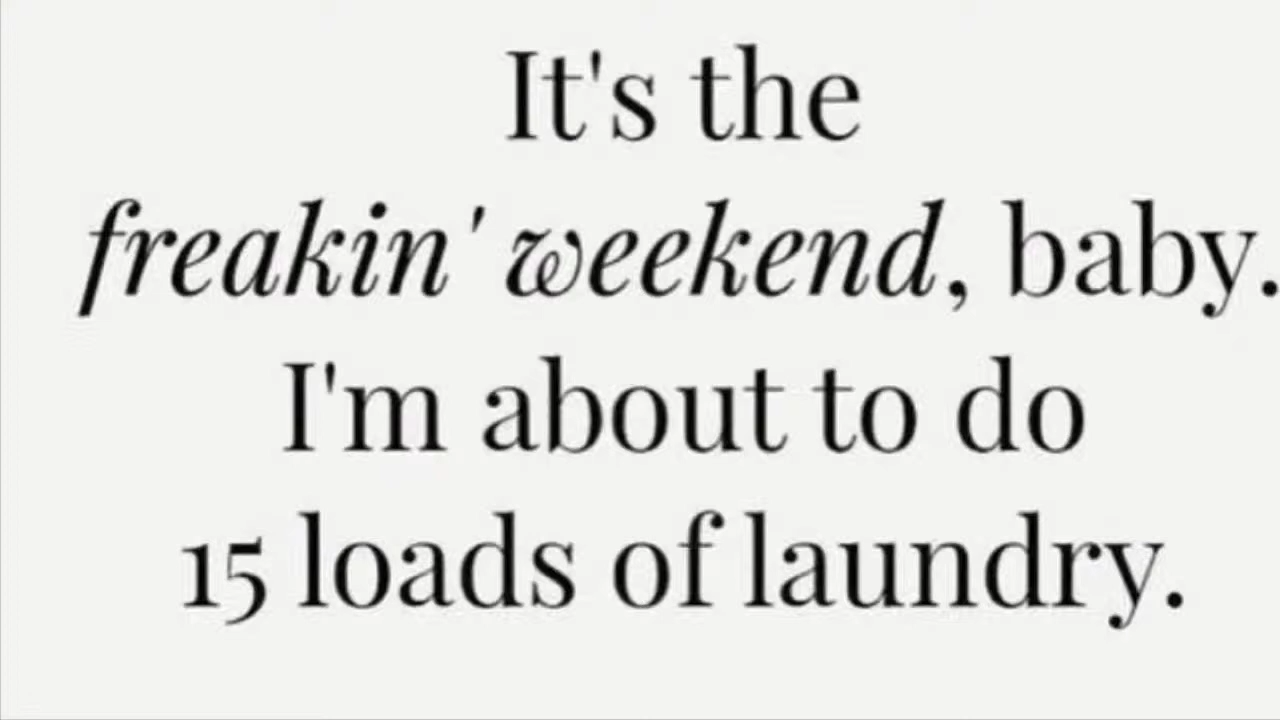 It's the
freakin' weekend, baby.
I'm about to do
15 loads of laundry.